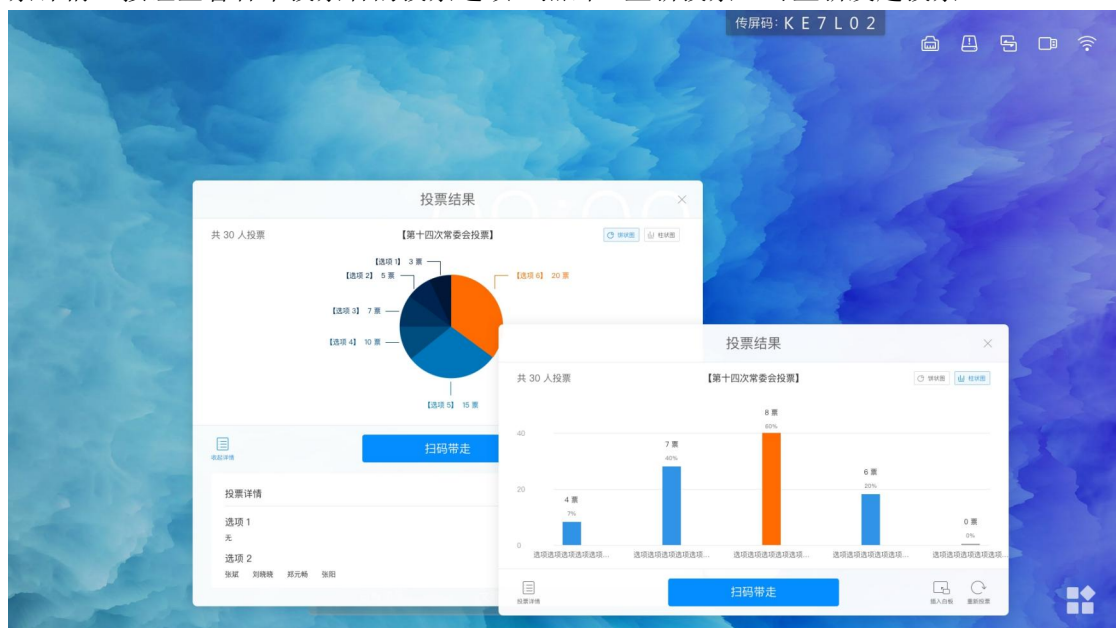 传屏码: KE7L02
投票结果
共 30 人投票
【第十四次常委会投票】
饼状图
柱状图
【选项 1】 3 票
【选项 2】 5 票
【选项 6】 20 票
【选项 3】 7 票
【选项 4】 10 票
【选项 5】 15 票
收起详情
扫码带走
投票详情
选项 1
无
选项 2
张斌 刘晓晓 郑元畅 张阳
投票结果
共 30 人投票
【第十四次常委会投票】
饼状图
柱状图
8 票
80%
40
7 票
40%
6 票
20%
20
4 票
7%
0 票
0%
0
选项选项选项选项选项...
选项选项选项选项选项...
选项选项选项选项选项...
选项选项选项选项选项...
选项选项选项选项选项...
投票详情
扫码带走
插入白板
重新投票